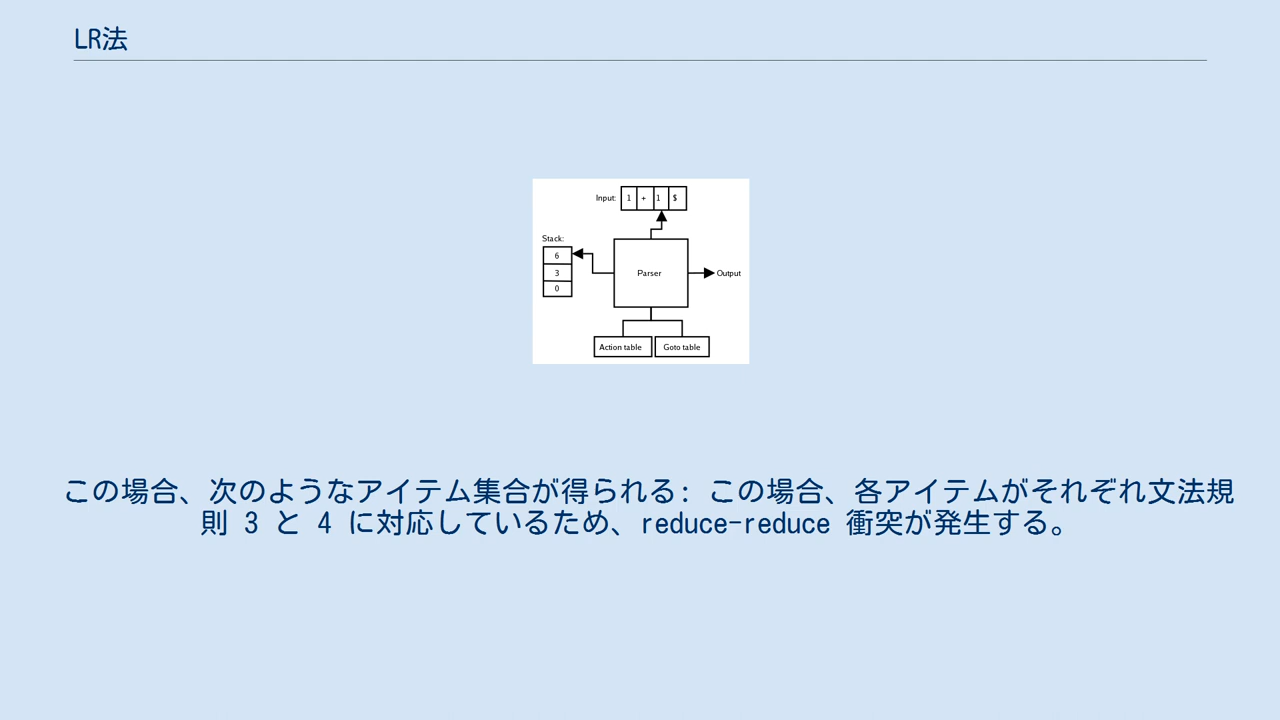 LR法
Input: 1 + 1 $
Stack:
6
3
0
Parser
Output
Action table
Goto table
この場合、次のようなアイテム集合が得られる: この場合、各アイテムがそれぞれ文法規
則 3 と 4 に対応しているため、reduce-reduce 衝突が発生する。